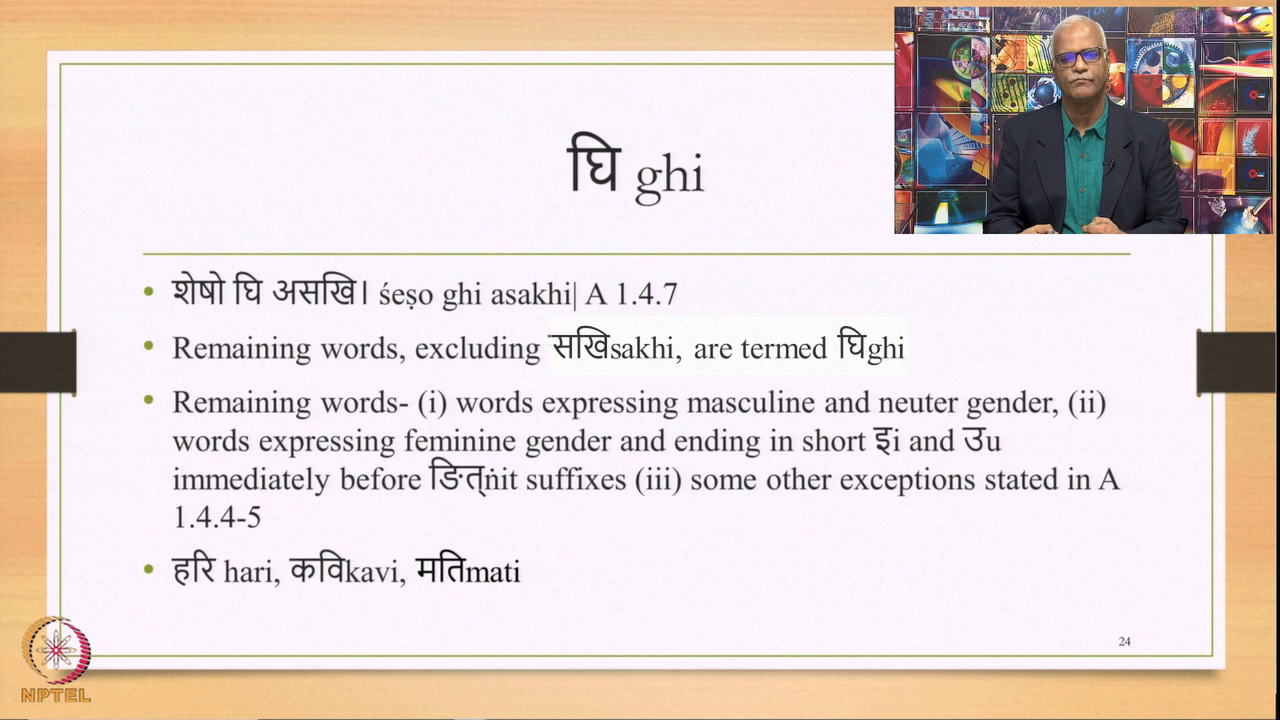 घि ghi
• शेषो घि असखि। śeṣo ghi asakhi| A 1.4.7
• Remaining words, excluding सखिsakhi, are termed घिghi
• Remaining words- (i) words expressing masculine and neuter gender, (ii)
words expressing feminine gender and ending in short इi and उu
immediately before ङित्ṅit suffixes (iii) some other exceptions stated in A
1.4.4-5
• हरि hari, कविkavi, मतिmati
24
NPTEL